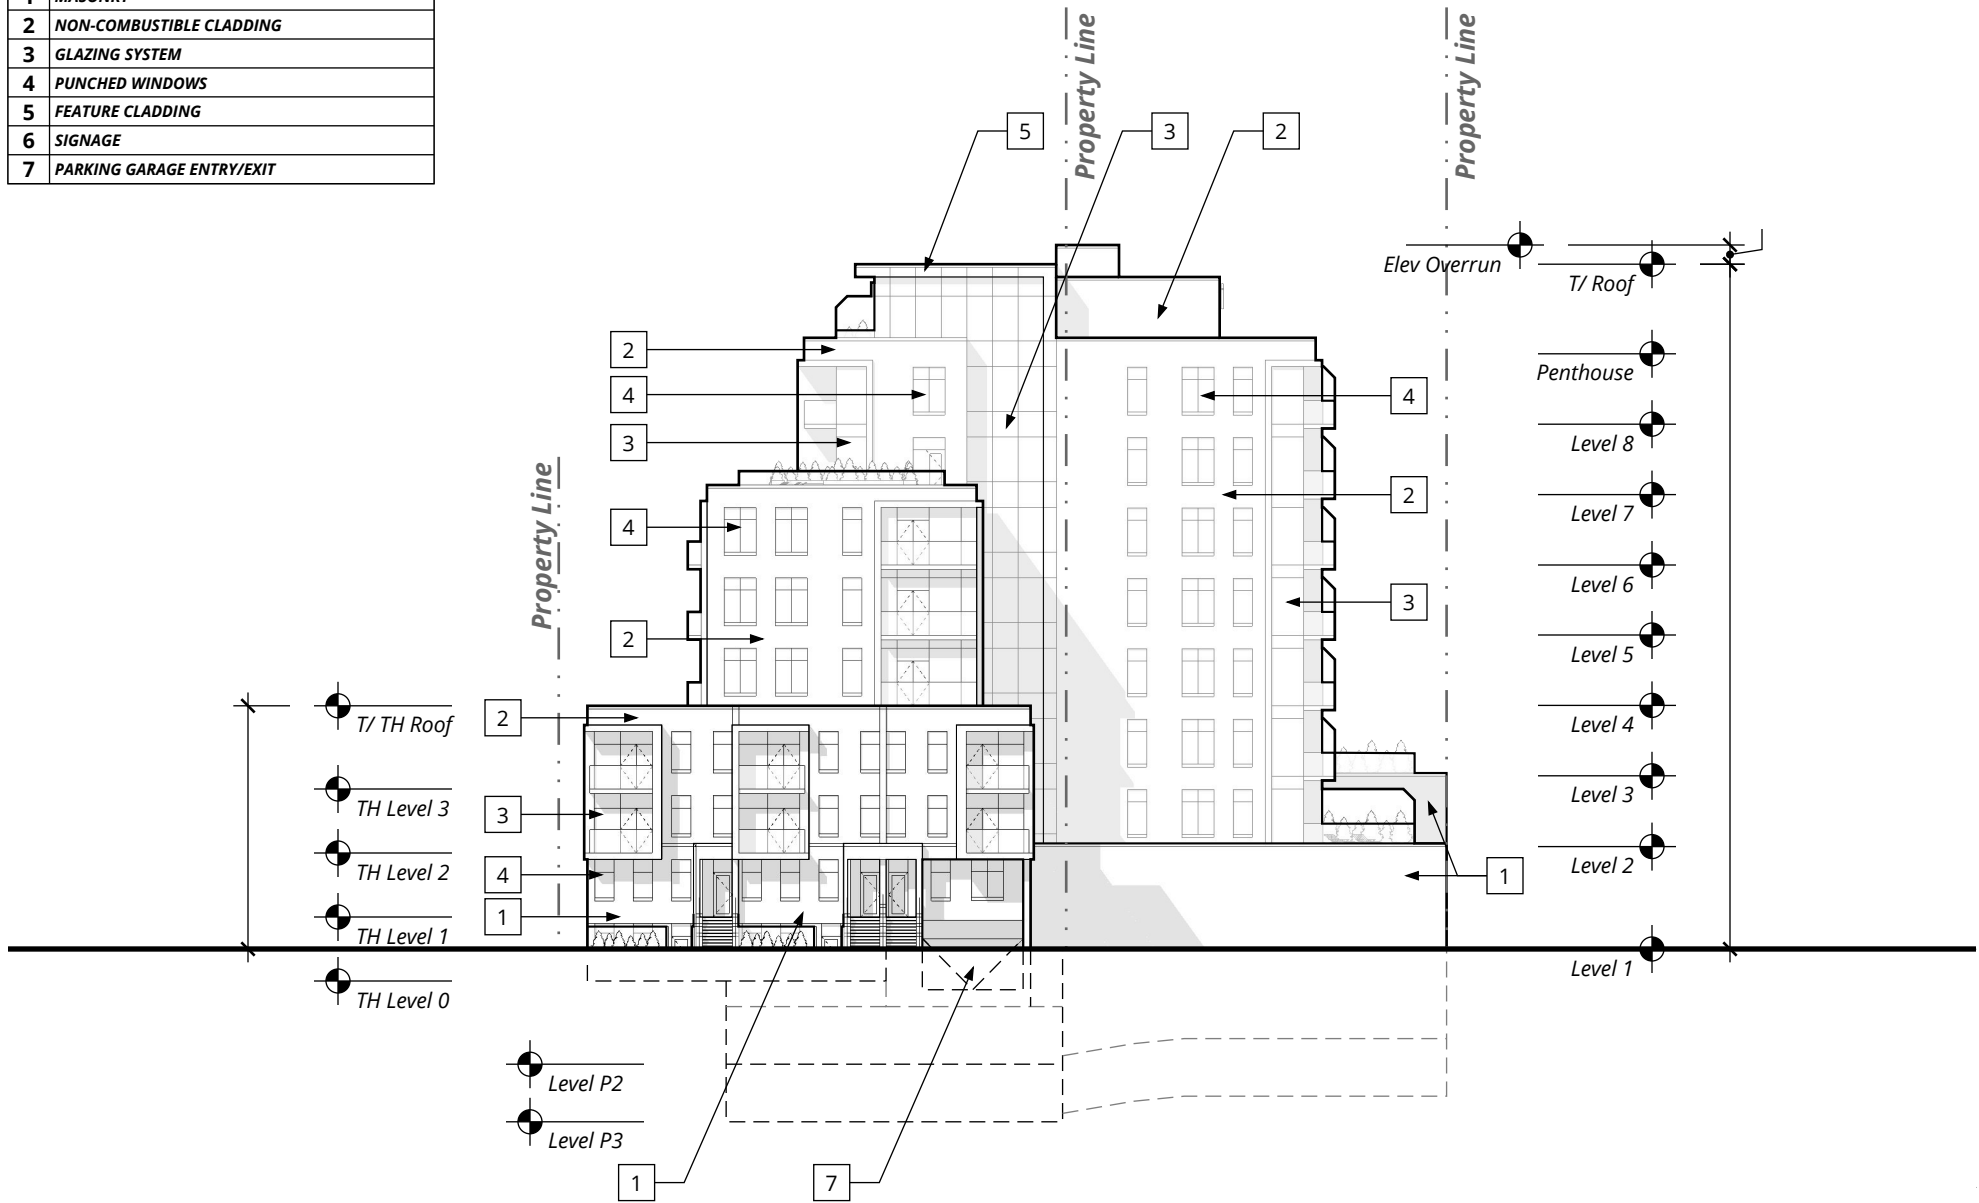 1 MASONRY
2 NON-COMBUSTIBLE CLADDING
3 GLAZING SYSTEM
4 PUNCHED WINDOWS
5 FEATURE CLADDING
6 SIGNAGE
7 PARKING GARAGE ENTRY/EXIT
Property Line
Property Line
5
3
2
Elev Overrun
T/ Roof
2
Penthouse
4
4
3
Level 8
Property Line
2
Level 7
4
Level 6
3
2
Level 5
T/ TH Roof
2
Level 4
TH Level 3
3
Level 3
TH Level 2
4
1
Level 2
1
TH Level 1
Level 1
TH Level 0
Level P2
Level P3
1
7